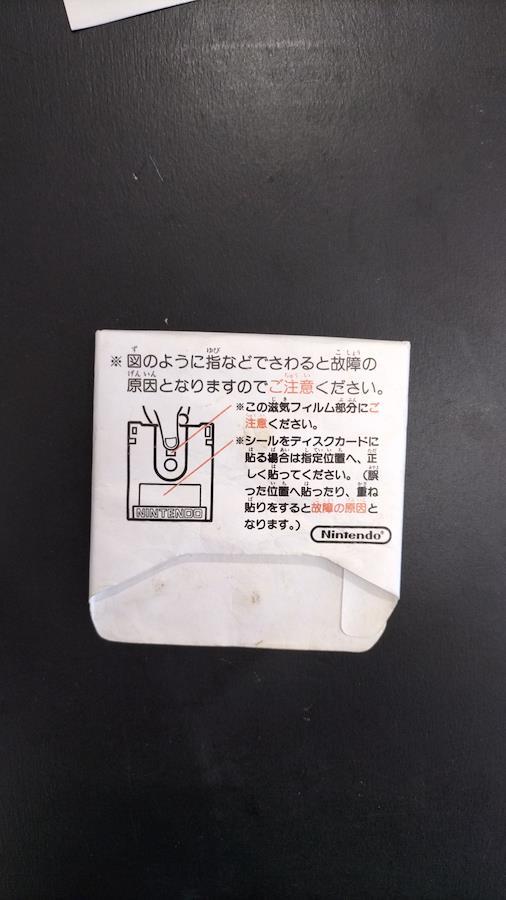 ※図のように指などでさわると故障の
原因となりますのでご注意ください。
※この磁気フィルム部分にご
注意ください。
※シールをディスクカードに
貼る場合は指定位置へ、正
しく貼ってください。(誤
った位置へ貼ったり、重ね
貼りをすると故障の原因と
なります。)
NINTENDO
Nintendo®